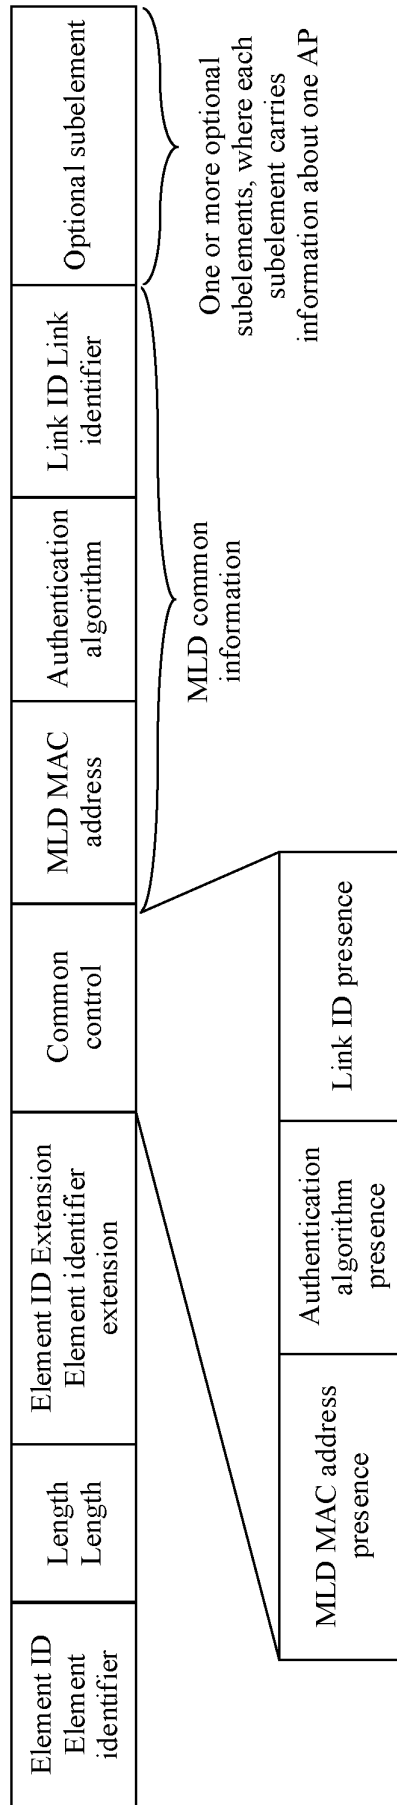 Element ID
Element
identifier
Length
Length
Element ID Extension
Element identifier
extension
Common
control
MLD MAC
address
Authentication
algorithm
Link ID Link
identifier
Optional subelement
MLD common
information
One or more optional
subelements, where each
subelement carries
information about one AP
MLD MAC address
presence
Authentication
algorithm
presence
Link ID presence